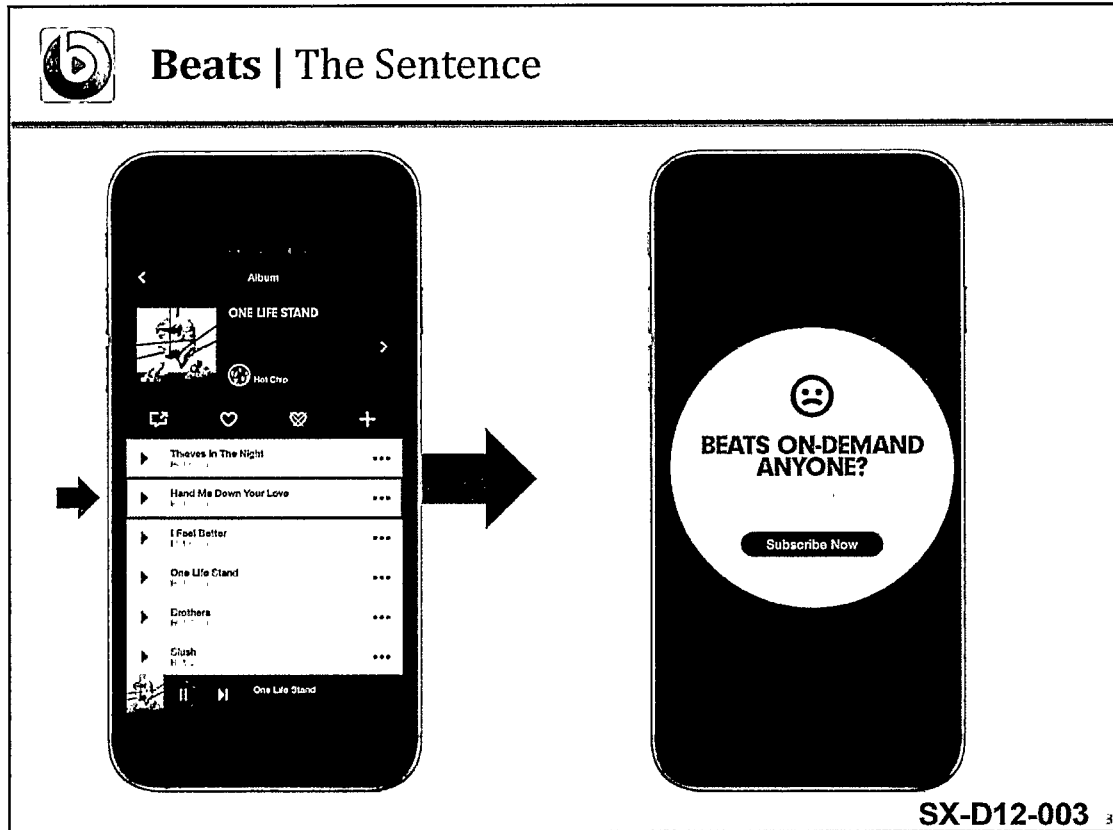 Beats | The Sentence
Album
ONE LIFE STAND
Hot Chip
Thieves In The Night
Hand Me Down Your Love
I Feel Better
One Life Stand
Brothers
Slush
One Life Stand
BEATS ON-DEMAND
ANYONE?
Subscribe Now
SX-D12-003 3